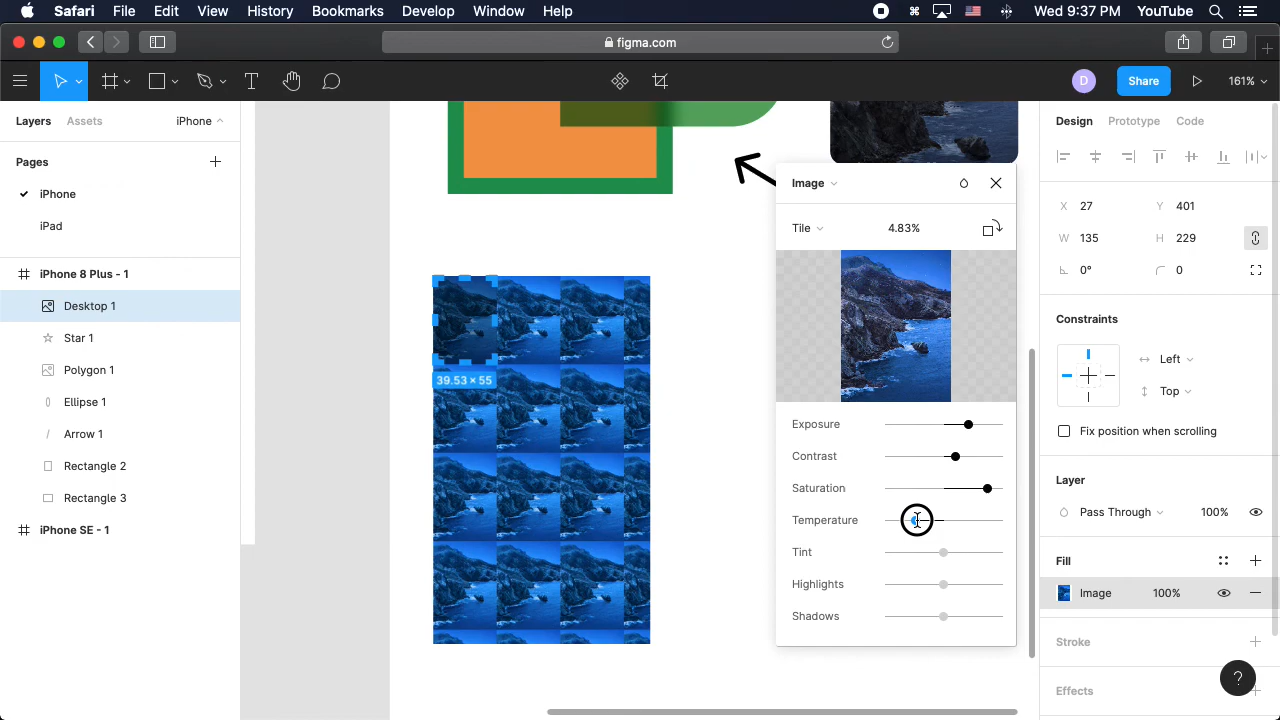 Safari File Edit View History Bookmarks Develop Window Help Wed 9:37 PM YouTube
figma.com
Share 161%
Layers Assets iPhone
Pages
iPhone
iPad
iPhone 8 Plus - 1
Desktop 1
Star 1
Polygon 1
Ellipse 1
Arrow 1
Rectangle 2
Rectangle 3
iPhone SE - 1
39.53 × 55
Image
Tile 4.83%
Exposure
Contrast
Saturation
Temperature
Tint
Highlights
Shadows
Design Prototype Code
X 27 Y 401
W 135 H 229
0° 0
Constraints
Left
Top
Fix position when scrolling
Layer
Pass Through 100%
Fill
Image 100%
Stroke
Effects
D
?